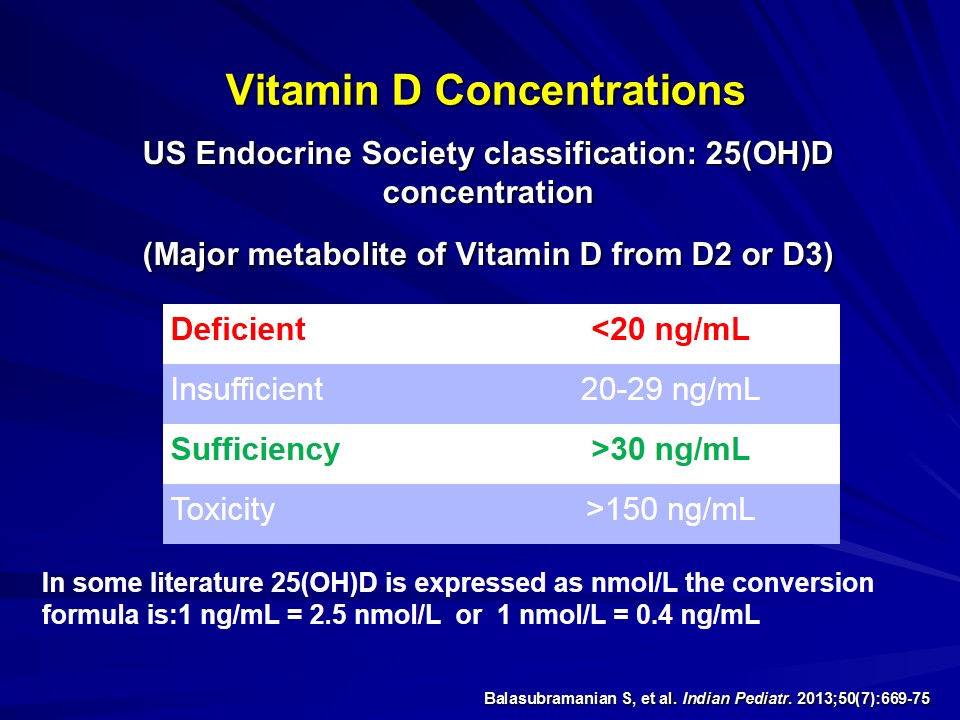 Vitamin D Concentrations
US Endocrine Society classification: 25(OH)D
concentration
(Major metabolite of Vitamin D from D2 or D3)
Deficient <20 ng/mL
Insufficient 20-29 ng/mL
Sufficiency >30 ng/mL
Toxicity >150 ng/mL
In some literature 25(OH)D is expressed as nmol/L the conversion
formula is:1 ng/mL = 2.5 nmol/L or 1 nmol/L = 0.4 ng/mL
Balasubramanian S, et al. Indian Pediatr. 2013;50(7):669-75